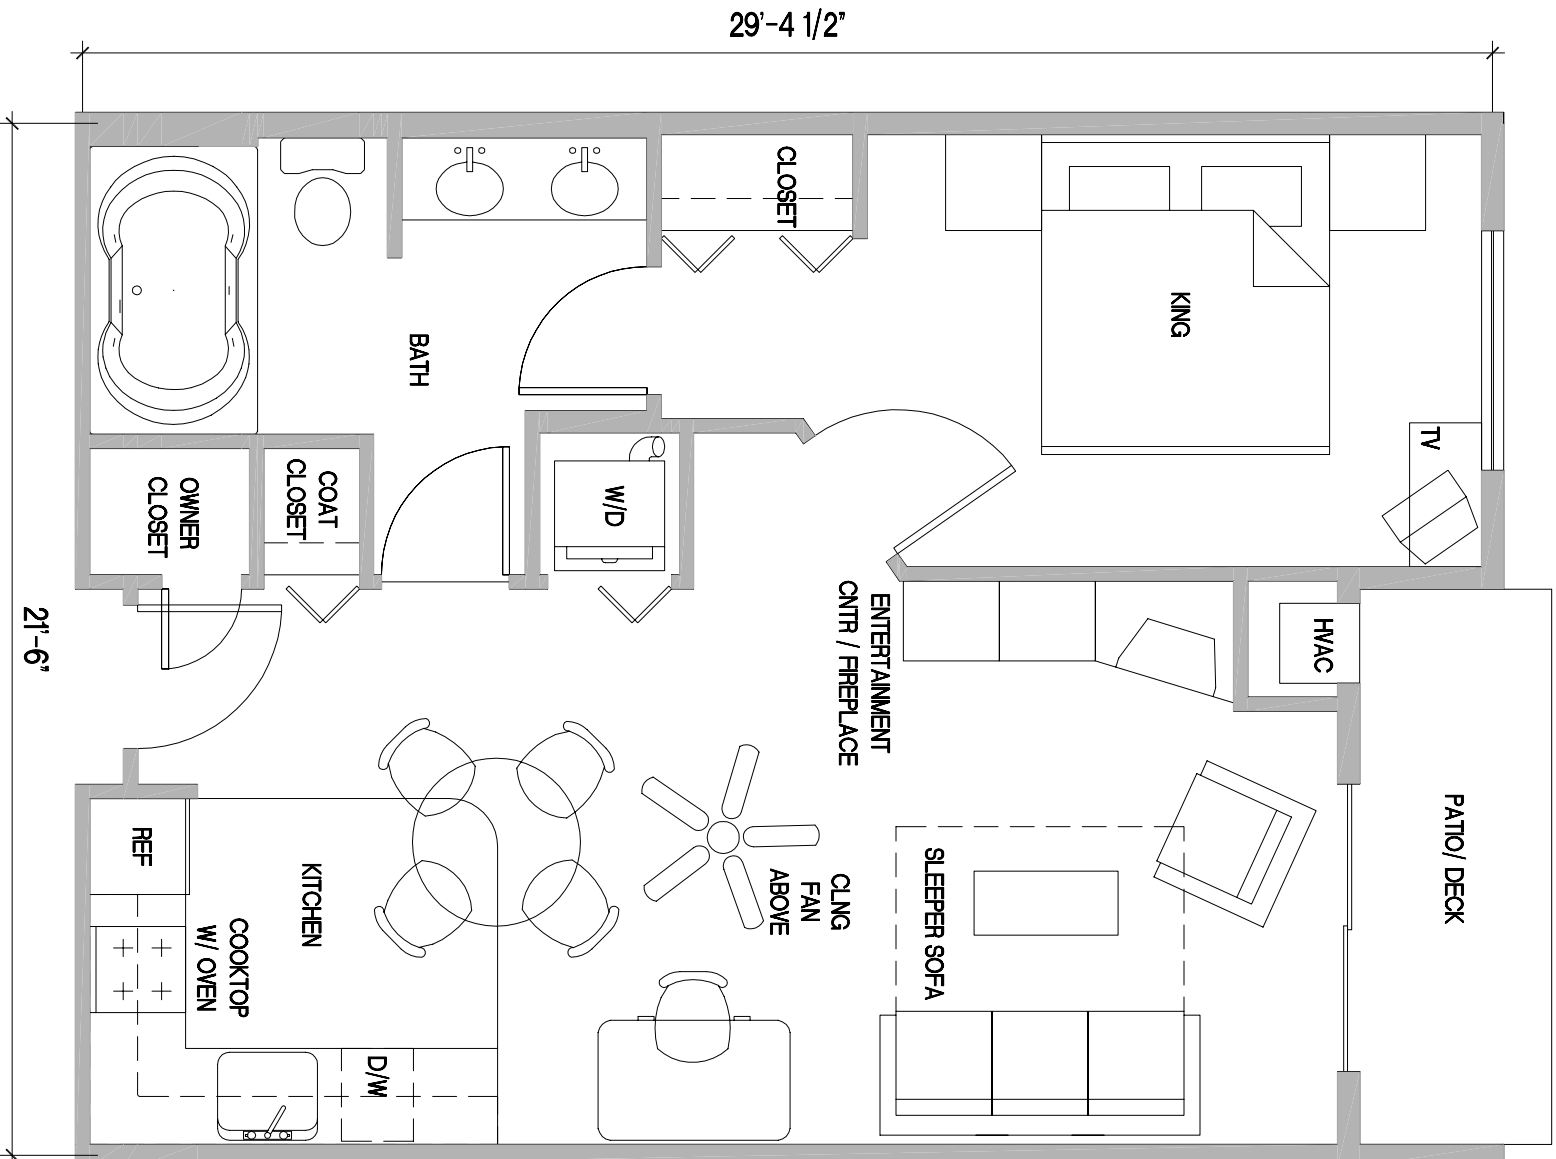 29'-4 1/2"
CLOSET
KING
BATH
TV
W/D
COAT
CLOSET
OWNER
CLOSET
21'-6"
ENTERTAINMENT
CNTR / FIREPLACE
HVAC
PATIO/ DECK
REF
KITCHEN
CLNG
FAN
ABOVE
SLEEPER SOFA
COOKTOP
W/ OVEN
D/W